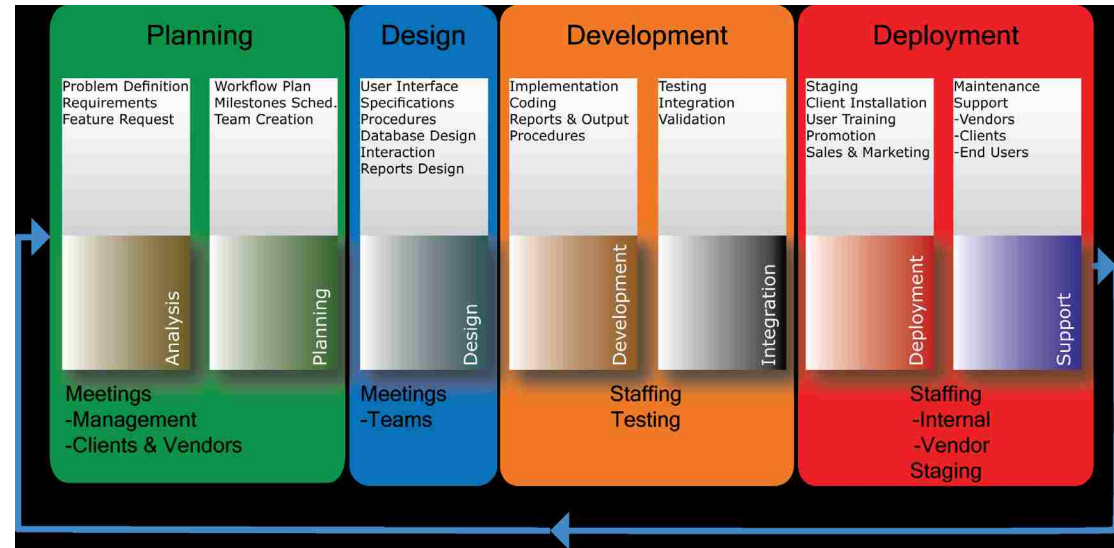 Planning
Problem Definition
Requirements
Feature Request
Analysis
Workflow Plan
Milestones Sched.
Team Creation
Planning
Meetings
-Management
-Clients & Vendors
Design
User Interface
Specifications
Procedures
Database Design
Interaction
Reports Design
Design
Meetings
-Teams
Development
Implementation
Coding
Reports & Output
Procedures
Development
Testing
Integration
Validation
Integration
Staffing
Testing
Deployment
Staging
Client Installation
User Training
Promotion
Sales & Marketing
Deployment
Maintenance
Support
-Vendors
-Clients
-End Users
Support
Staffing
-Internal
-Vendor
Staging